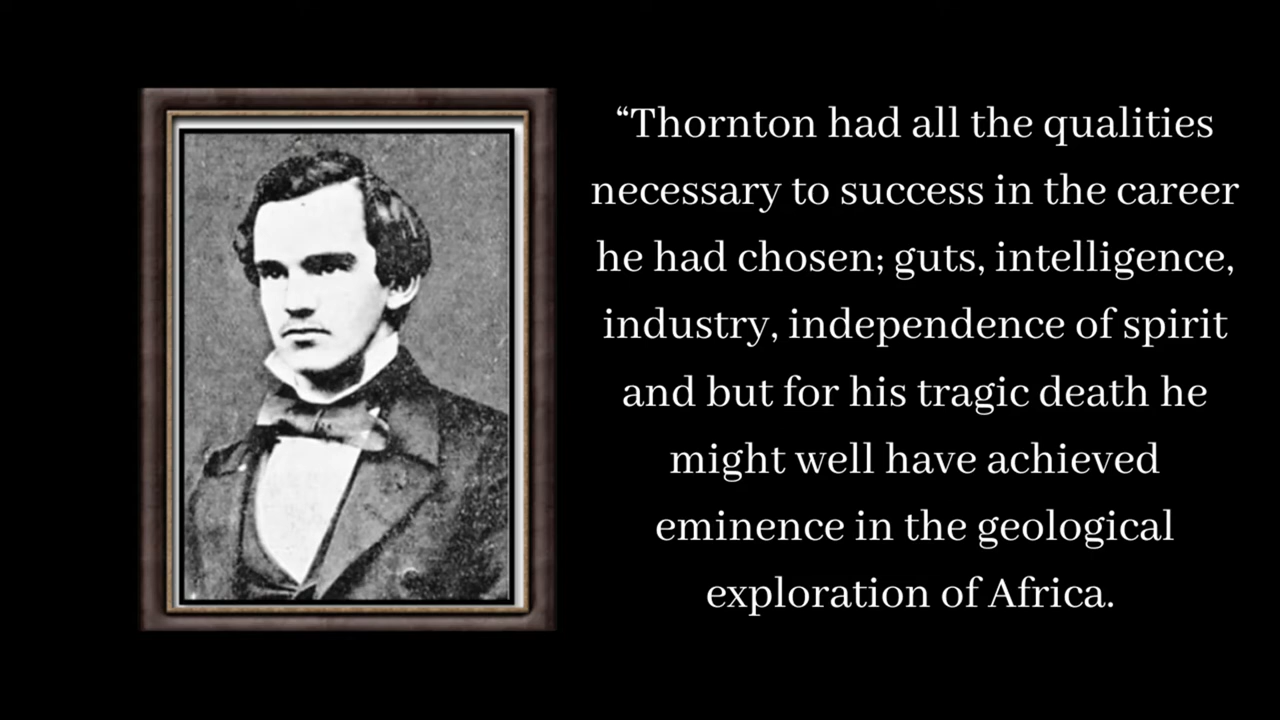 “Thornton had all the qualities
necessary to success in the career
he had chosen; guts, intelligence,
industry, independence of spirit
and but for his tragic death he
might well have achieved
eminence in the geological
exploration of Africa.